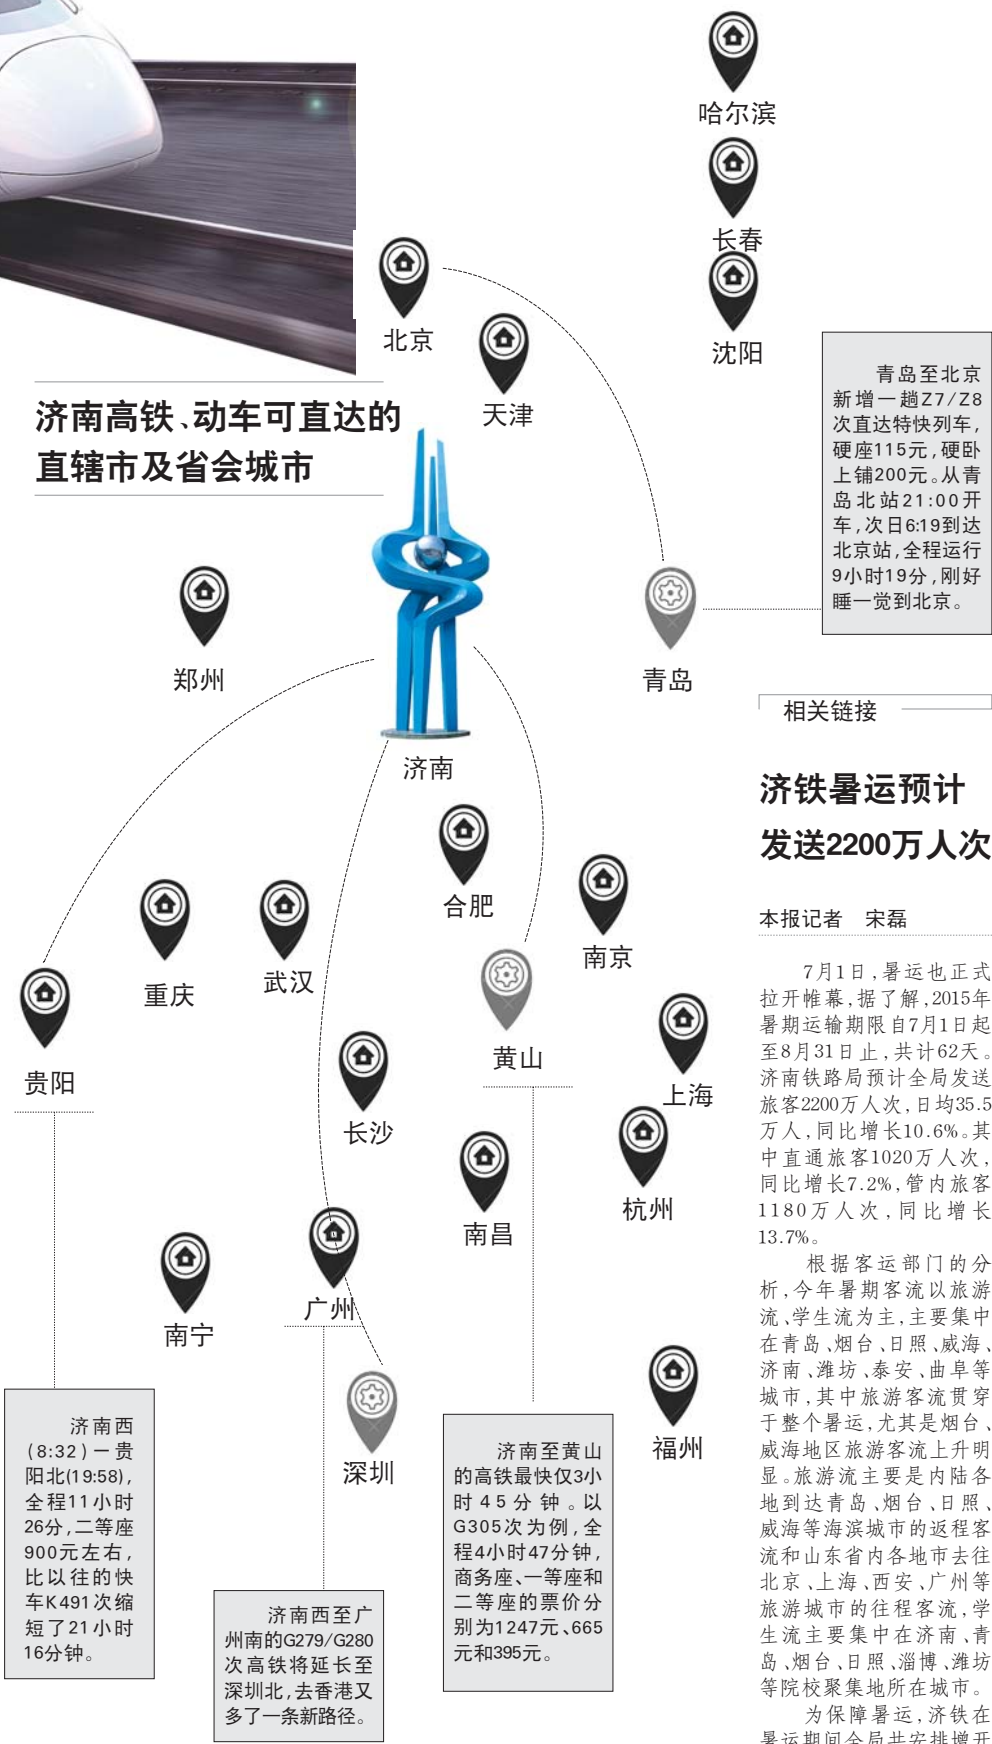 哈尔滨
长春
沈阳
北京
天津
济南高铁、动车可直达的
直辖市及省会城市
青岛至北京
新增一趟Z7/Z8
次直达特快列车，
硬座115元，硬卧
上铺200元。从青
岛北站21:00开
车，次日6:19到达
北京站，全程运行
9小时19分，刚好
睡一觉到北京。
郑州
青岛
济南
合肥
南京
重庆
武汉
贵阳
黄山
上海
长沙
杭州
南昌
广州
南宁
深圳
福州
济南西
(8:32)—贵
阳北(19:58)，
全程11小时
26分，二等座
900元左右，
比以往的快
车K491次缩
短了21小时
16分钟。
济南西至广
州南的G279/G280
次高铁将延长至
深圳北，去香港又
多了一条新路径。
济南至黄山
的高铁最快仅3小
时45分钟。以
G305次为例，全
程4小时47分钟，
商务座、一等座和
二等座的票价分
别为1247元、665
元和395元。
相关链接
济铁暑运预计
发送2200万人次
本报记者 宋磊
7月1日，暑运也正式
拉开帷幕，据了解，2015年
暑期运输期限自7月1日起
至8月31日止，共计62天。
济南铁路局预计全局发送
旅客2200万人次，日均35.5
万人，同比增长10.6%。其
中直通旅客1020万人次，
同比增长7.2%，管内旅客
1180万人次，同比增长
13.7%。
根据客运部门的分
析，今年暑期客流以旅游
流、学生流为主，主要集中
在青岛、烟台、日照、威海、
济南、潍坊、泰安、曲阜等
城市，其中旅游客流贯穿
于整个暑运，尤其是烟台、
威海地区旅游客流上升明
显。旅游流主要是内陆各
地到达青岛、烟台、日照、
威海等海滨城市的返程客
流和山东省内各地市去往
北京、上海、西安、广州等
旅游城市的往程客流，学
生流主要集中在济南、青
岛、烟台、日照、淄博、潍坊
等院校聚集地所在城市。
为保障暑运，济铁在
暑运期间全局共安排增开